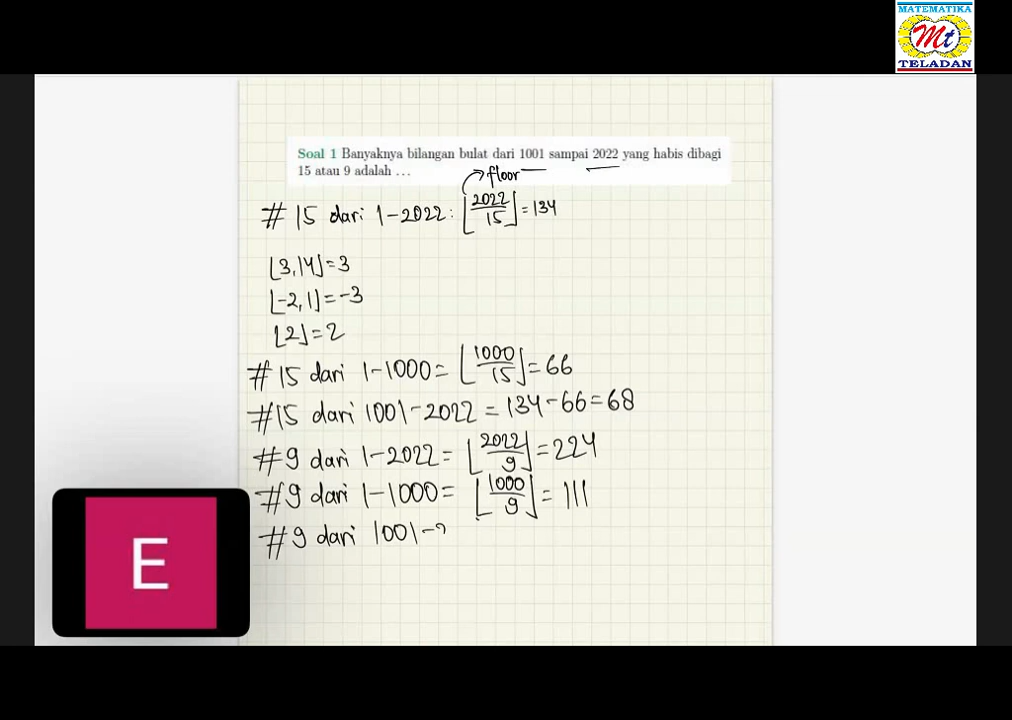 MATEMATIKA
Mt
TELADAN
Soal 1 Banyaknya bilangan bulat dari 1001 sampai 2022 yang habis dibagi
15 atau 9 adalah ...
→ floor
# 15 dari 1-2022: ⌊2022/15⌋ = 134
⌊3,14⌋ = 3
⌊-2,1⌋ = -3
⌊2⌋ = 2
# 15 dari 1-1000 = ⌊1000/15⌋ = 66
#15 dari 1001-2022 = 134-66 = 68
#9 dari 1-2022 = ⌊2022/9⌋ = 224
#9 dari 1-1000 = ⌊1000/9⌋ = 111
#9 dari 1001-2
E